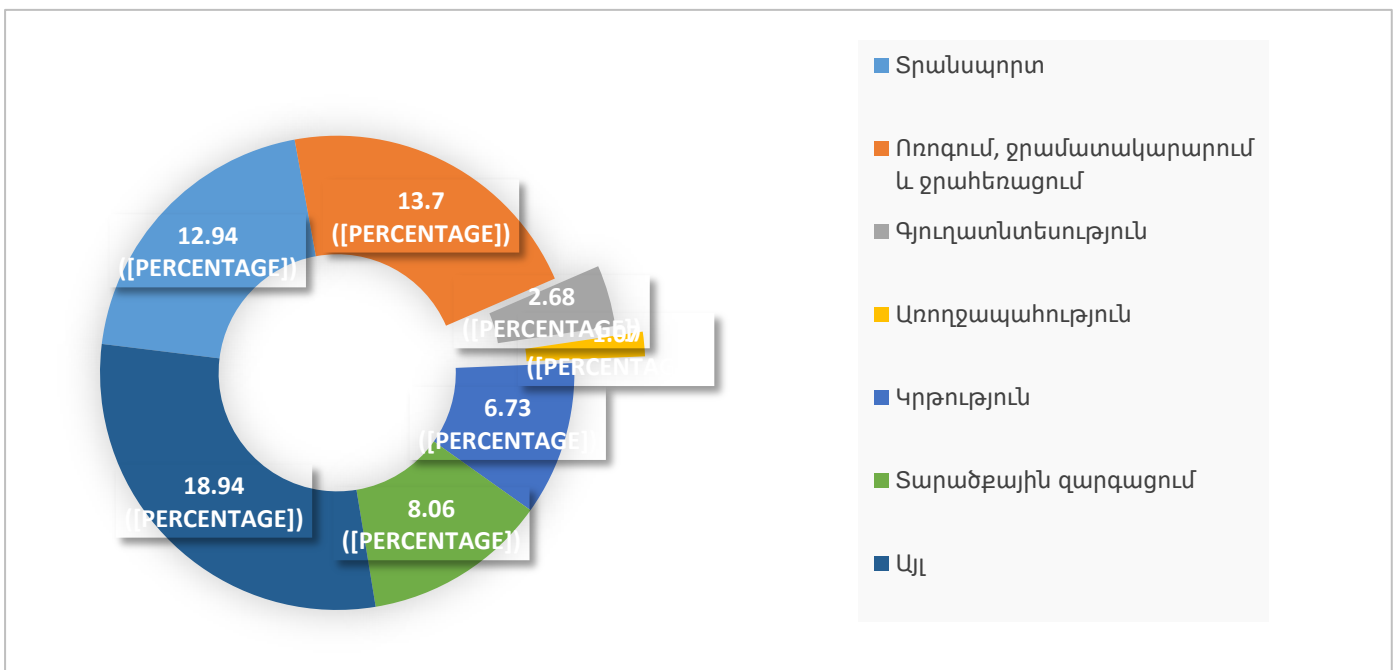 13.7
([PERCENTAGE])
12.94
([PERCENTAGE])
2.68
([PERCENTAGE])
([PERCENTA
6.73
([PERCENTAGE])
18.94
([PERCENTAGE])
8.06
([PERCENTAGE])
Տրանսպորտ
Ոռոգում, ջրամատակարարում
և ջրահեռացում
Գյուղատնտեսություն
Առողջապահություն
Կրթություն
Տարածքային զարգացում
Այլ